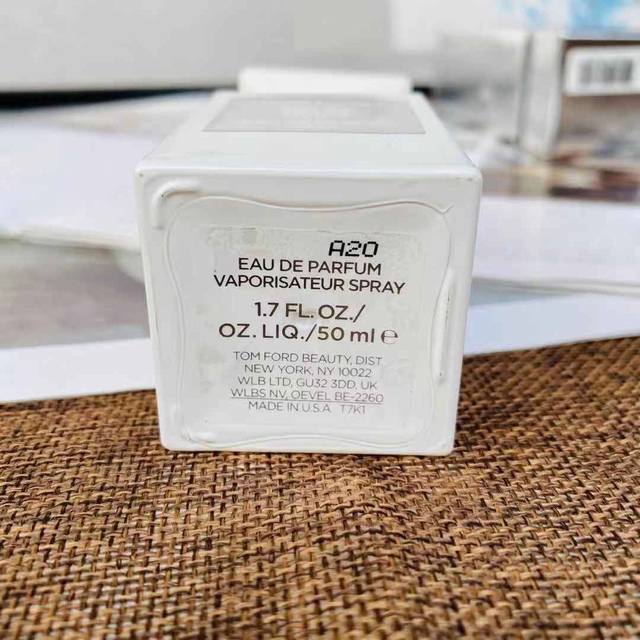 A20
EAU DE PARFUM
VAPORISATEUR SPRAY
1.7 FL. OZ./
OZ. LIQ./50 ml ℮
TOM FORD BEAUTY, DIST
NEW YORK, NY 10022
WLB LTD, GU32 3DD, UK
WLBS NV, OEVEL BE-2260
MADE IN U.S.A T7K1